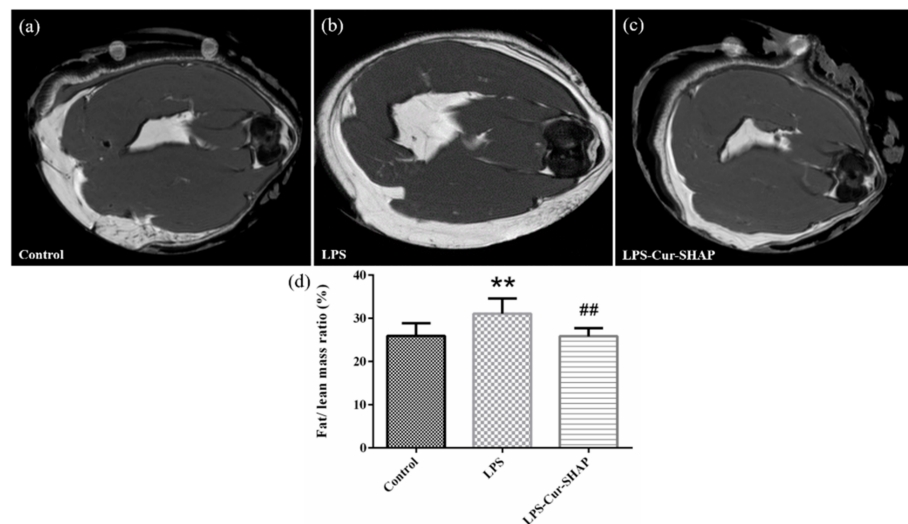 (a)
Control
(b)
LPS
(c)
LPS-Cur-SHAP
(d)
Fat/ lean mass ratio (%)
40
30
20
10
0
**
##
Control
LPS
LPS-Cur-SHAP